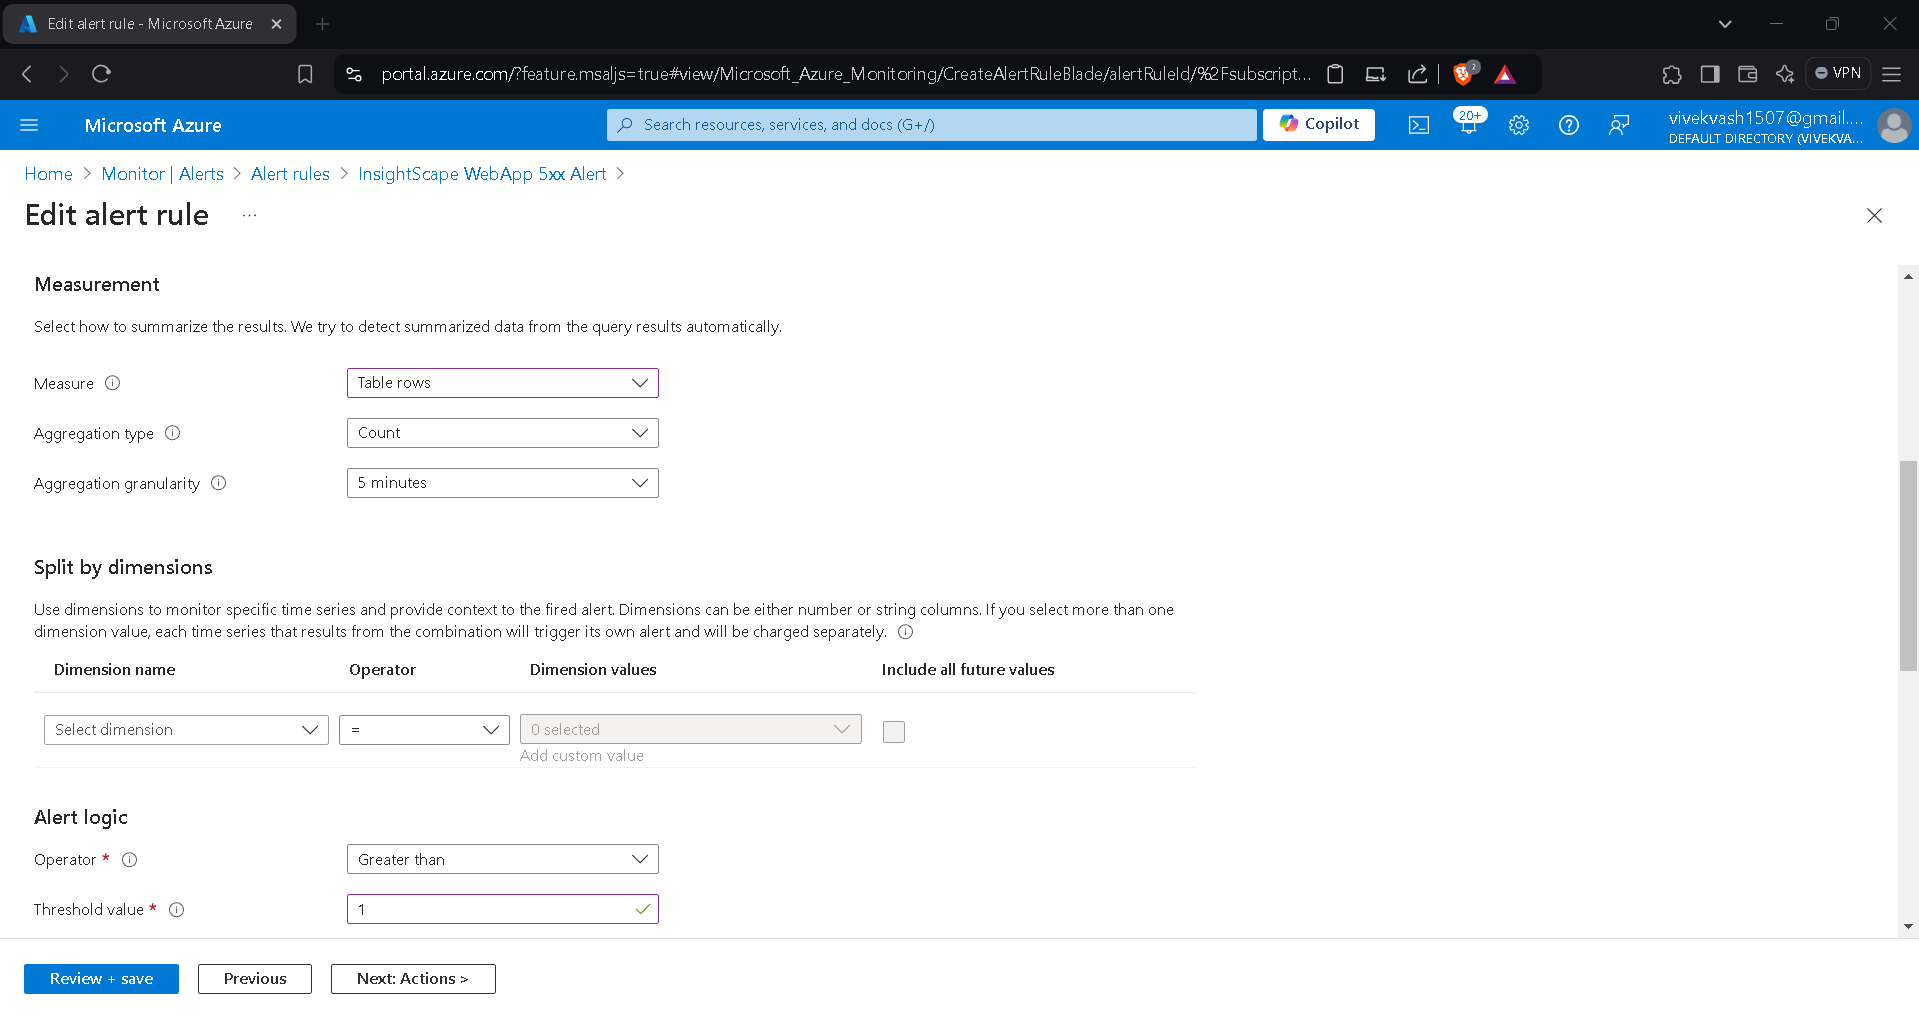 Edit alert rule - Microsoft Azure
portal.azure.com/?feature.msaljs=true#view/Microsoft_Azure_Monitoring/CreateAlertRuleBlade/alertRuleId/%2Fsubscript...
2
VPN
Microsoft Azure
Search resources, services, and docs (G+/)
Copilot
20+
vivekvash1507@gmail....
DEFAULT DIRECTORY (VIVEKVA...
Home > Monitor | Alerts > Alert rules > InsightScape WebApp 5xx Alert >
Edit alert rule ...
Measurement
Select how to summarize the results. We try to detect summarized data from the query results automatically.
Measure Table rows
Aggregation type Count
Aggregation granularity 5 minutes
Split by dimensions
Use dimensions to monitor specific time series and provide context to the fired alert. Dimensions can be either number or string columns. If you select more than one
dimension value, each time series that results from the combination will trigger its own alert and will be charged separately.
Dimension name Operator Dimension values Include all future values
Select dimension = 0 selected
Add custom value
Alert logic
Operator * Greater than
Threshold value * 1
Review + save Previous Next: Actions >